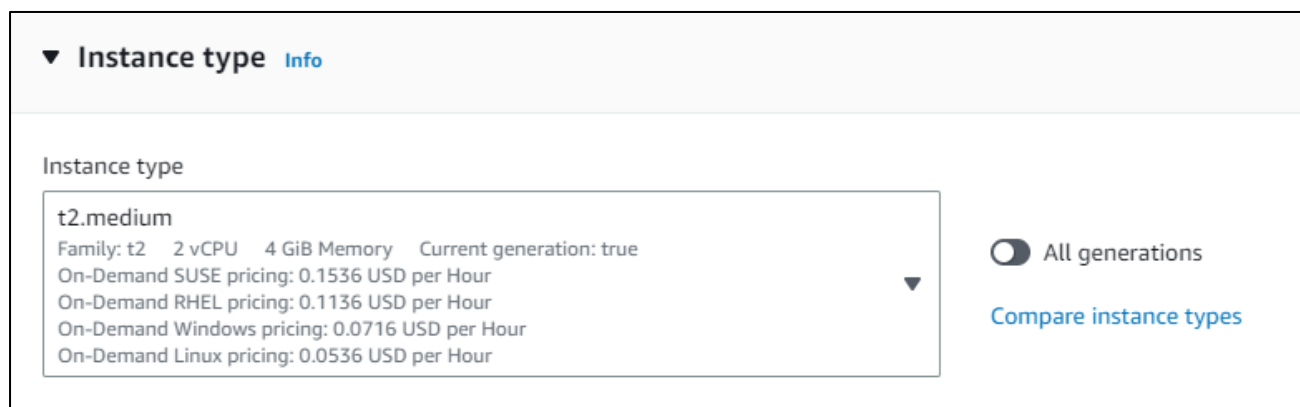 Instance type Info
Instance type
t2.medium
Family: t2 2 vCPU 4 GiB Memory Current generation: true
On-Demand SUSE pricing: 0.1536 USD per Hour
On-Demand RHEL pricing: 0.1136 USD per Hour
On-Demand Windows pricing: 0.0716 USD per Hour
On-Demand Linux pricing: 0.0536 USD per Hour
All generations
Compare instance types